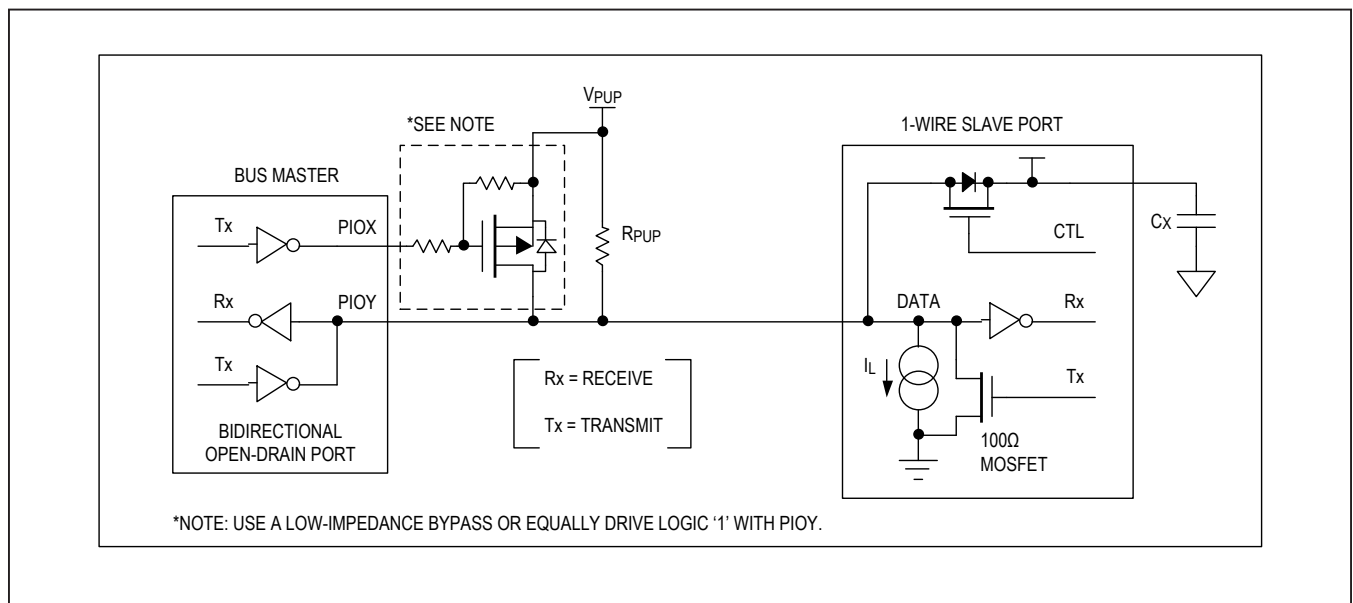 VPUP
*SEE NOTE
1-WIRE SLAVE PORT
BUS MASTER
Tx
PIOX
RPUP
CX
CTL
Rx
PIOY
DATA
Rx
Tx
IL
Tx
Rx = RECEIVE
Tx = TRANSMIT
BIDIRECTIONAL
OPEN-DRAIN PORT
100Ω
MOSFET
*NOTE: USE A LOW-IMPEDANCE BYPASS OR EQUALLY DRIVE LOGIC '1' WITH PIOY.